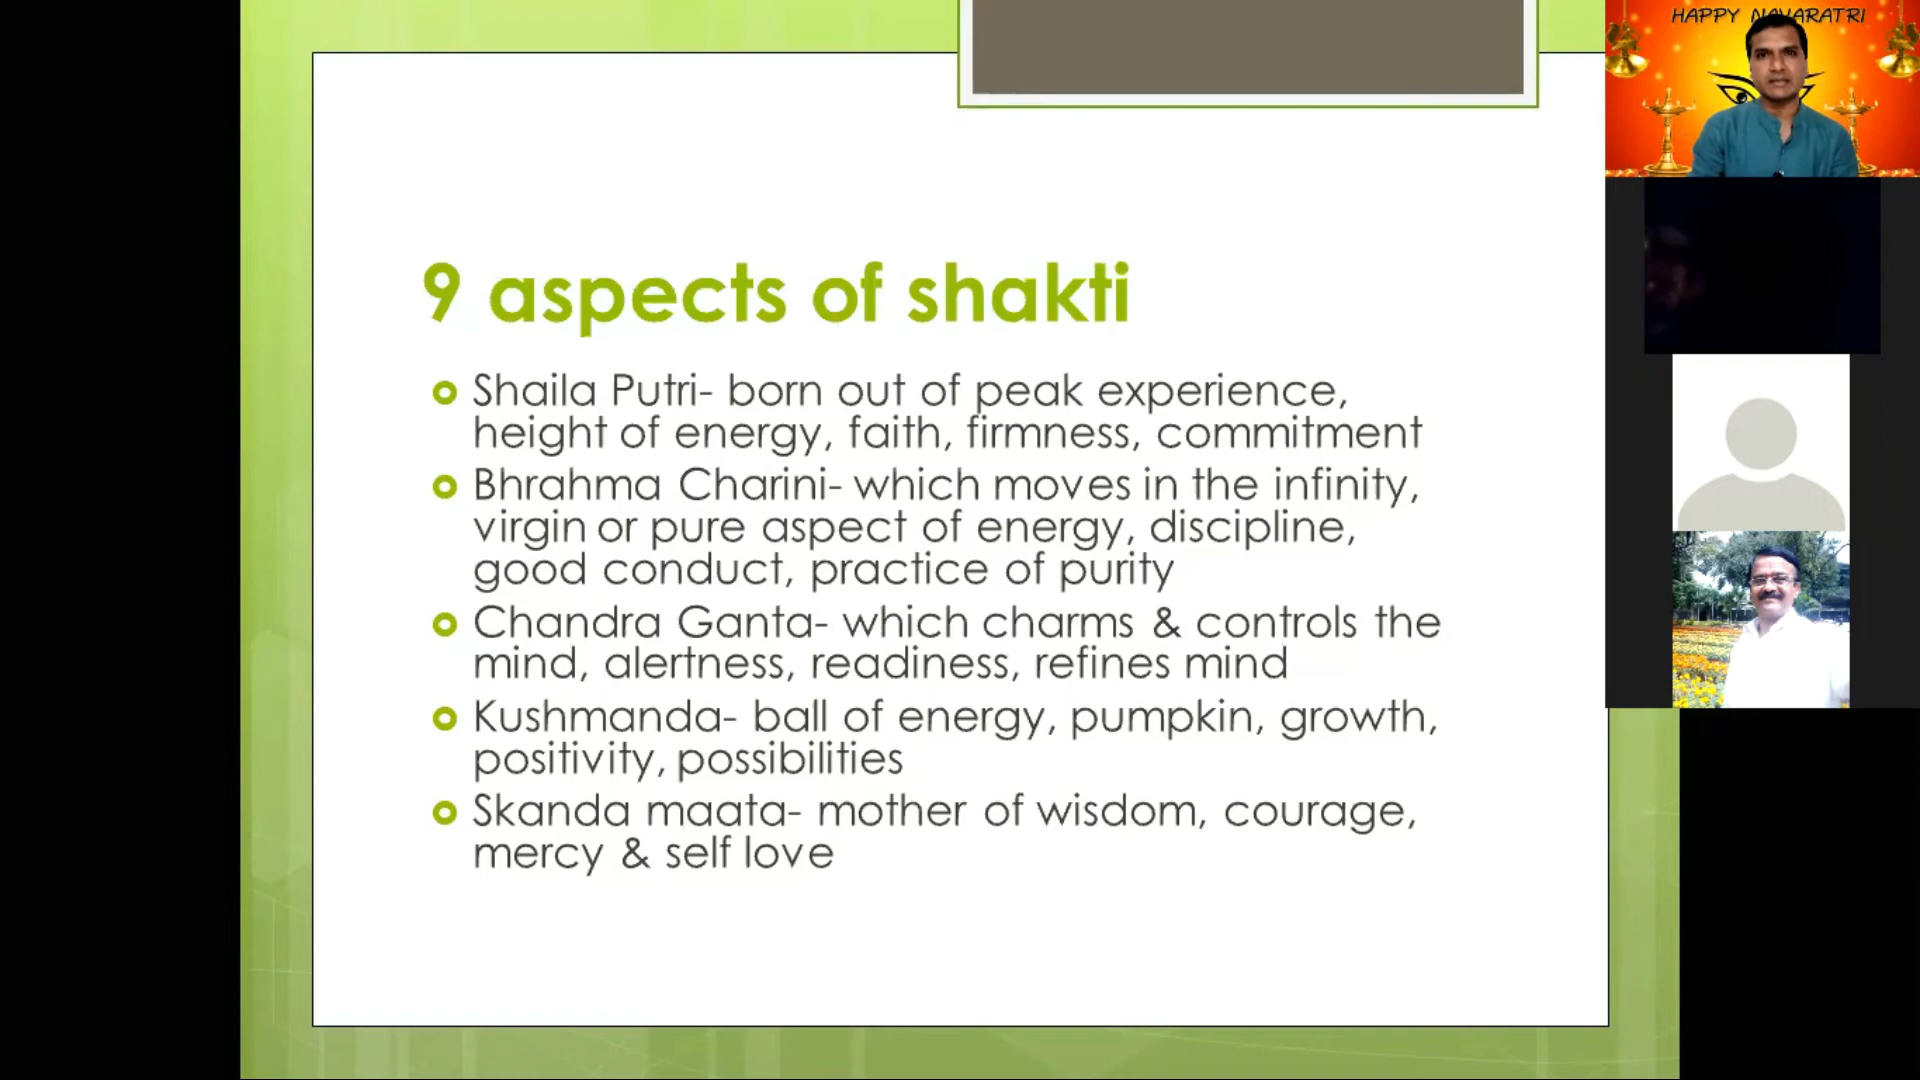 HAPPY NAVARATRI
9 aspects of shakti
Shaila Putri- born out of peak experience,
height of energy, faith, firmness, commitment
Bhrahma Charini- which moves in the infinity,
virgin or pure aspect of energy, discipline,
good conduct, practice of purity
Chandra Ganta- which charms & controls the
mind, alertness, readiness, refines mind
Kushmanda- ball of energy, pumpkin, growth,
positivity, possibilities
Skanda maata- mother of wisdom, courage,
mercy & self love